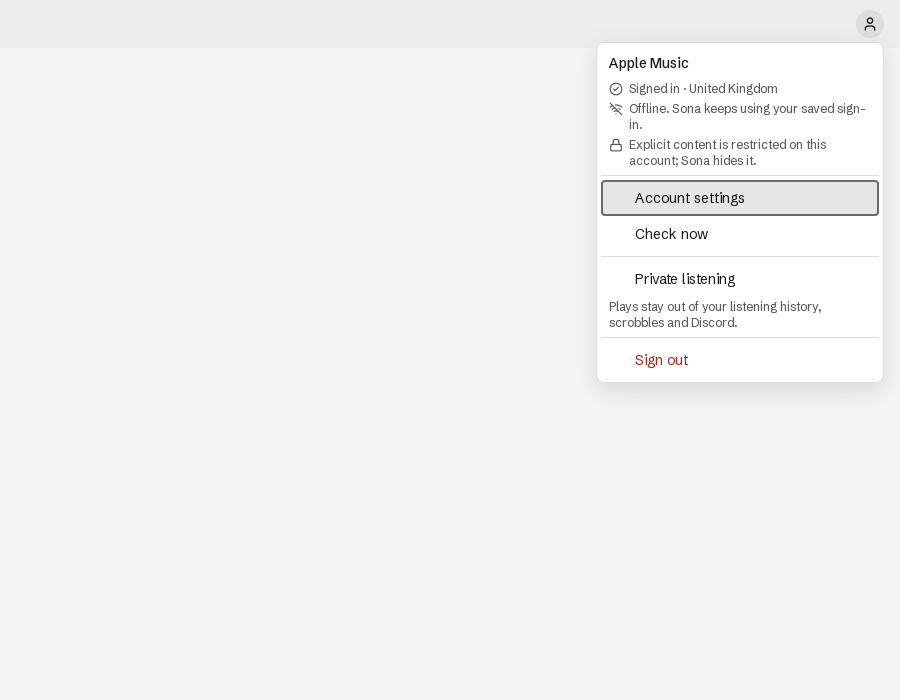 Apple Music
Signed in · United Kingdom
Offline. Sona keeps using your saved sign-
in.
Explicit content is restricted on this
account; Sona hides it.
Account settings
Check now
Private listening
Plays stay out of your listening history,
scrobbles and Discord.
Sign out